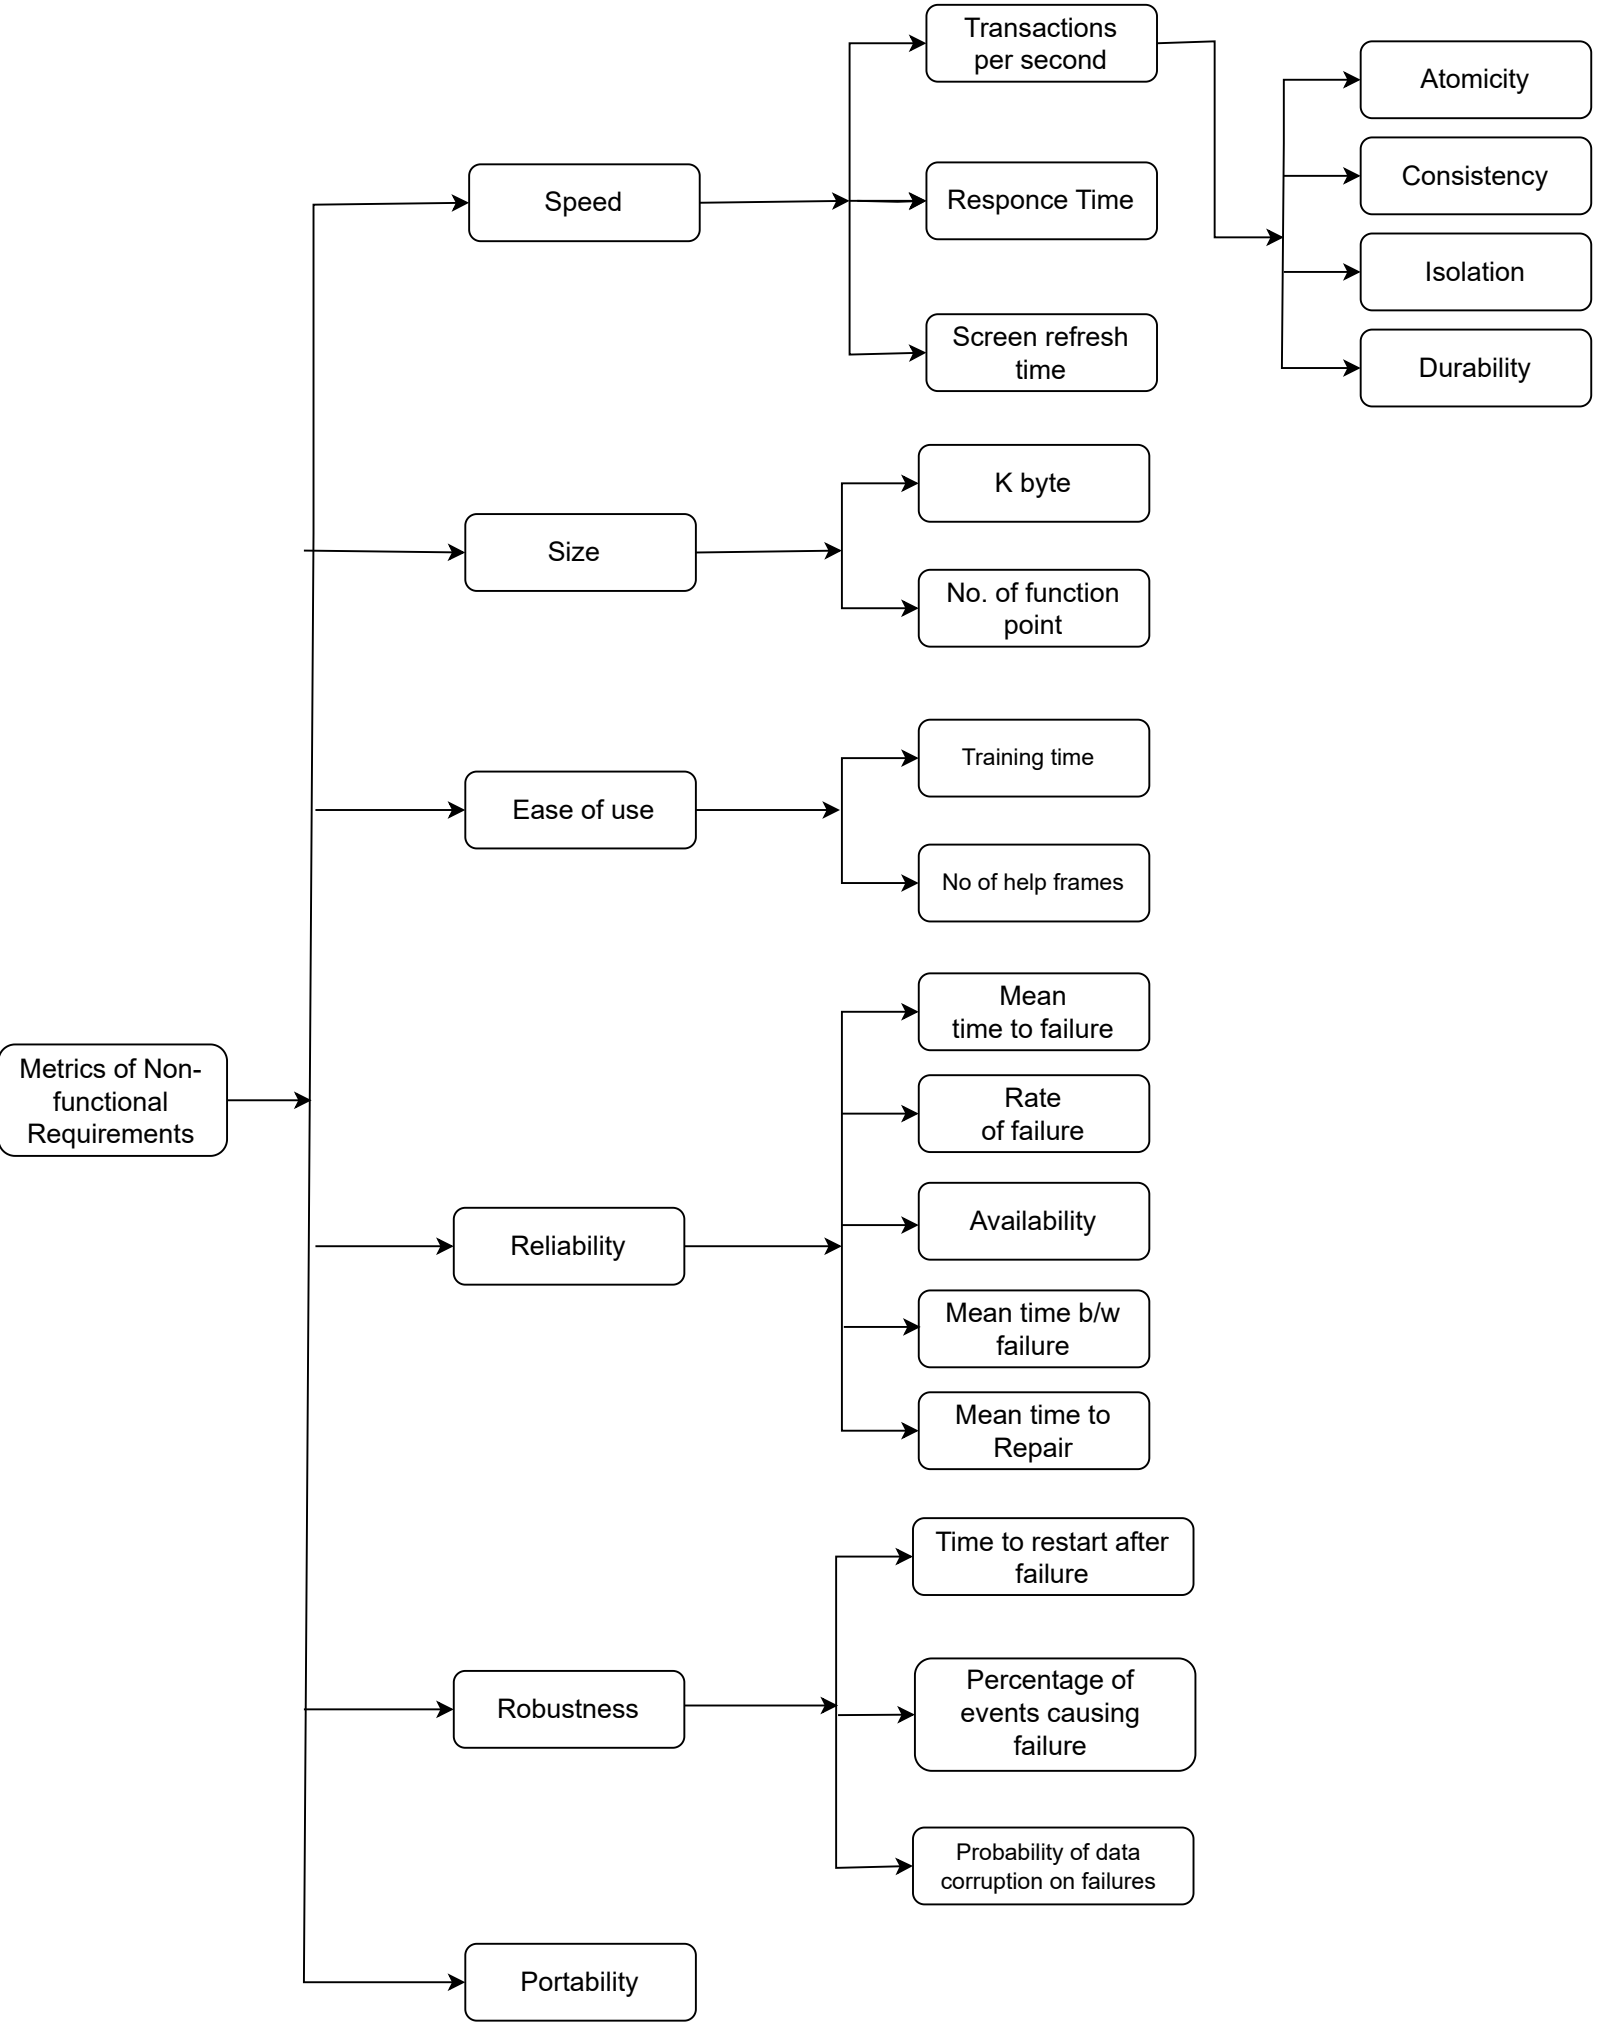 Transactions
per second
Atomicity
Consistency
Speed
Responce Time
Isolation
Screen refresh
time
Durability
K byte
Size
No. of function
point
Training time
Ease of use
No of help frames
Mean
time to failure
Metrics of Non-
functional
Requirements
Rate
of failure
Availability
Reliability
Mean time b/w
failure
Mean time to
Repair
Time to restart after
failure
Robustness
Percentage of
events causing
failure
Probability of data
corruption on failures
Portability